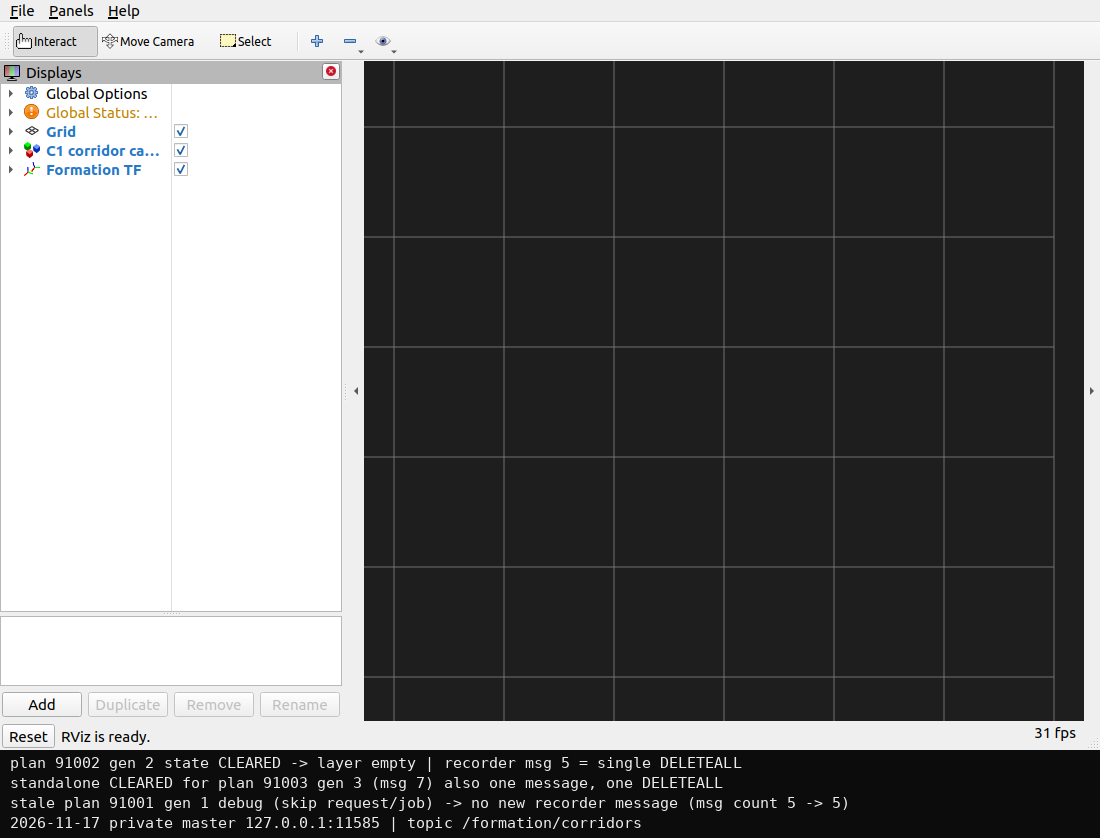 File Panels Help
Interact Move Camera Select
Displays
Global Options
Global Status: ...
Grid
C1 corridor ca...
Formation TF
Add Duplicate Remove Rename
Reset RViz is ready. 31 fps
plan 91002 gen 2 state CLEARED -> layer empty | recorder msg 5 = single DELETEALL
standalone CLEARED for plan 91003 gen 3 (msg 7) also one message, one DELETEALL
stale plan 91001 gen 1 debug (skip request/job) -> no new recorder message (msg count 5 -> 5)
2026-11-17 private master 127.0.0.1:11585 | topic /formation/corridors